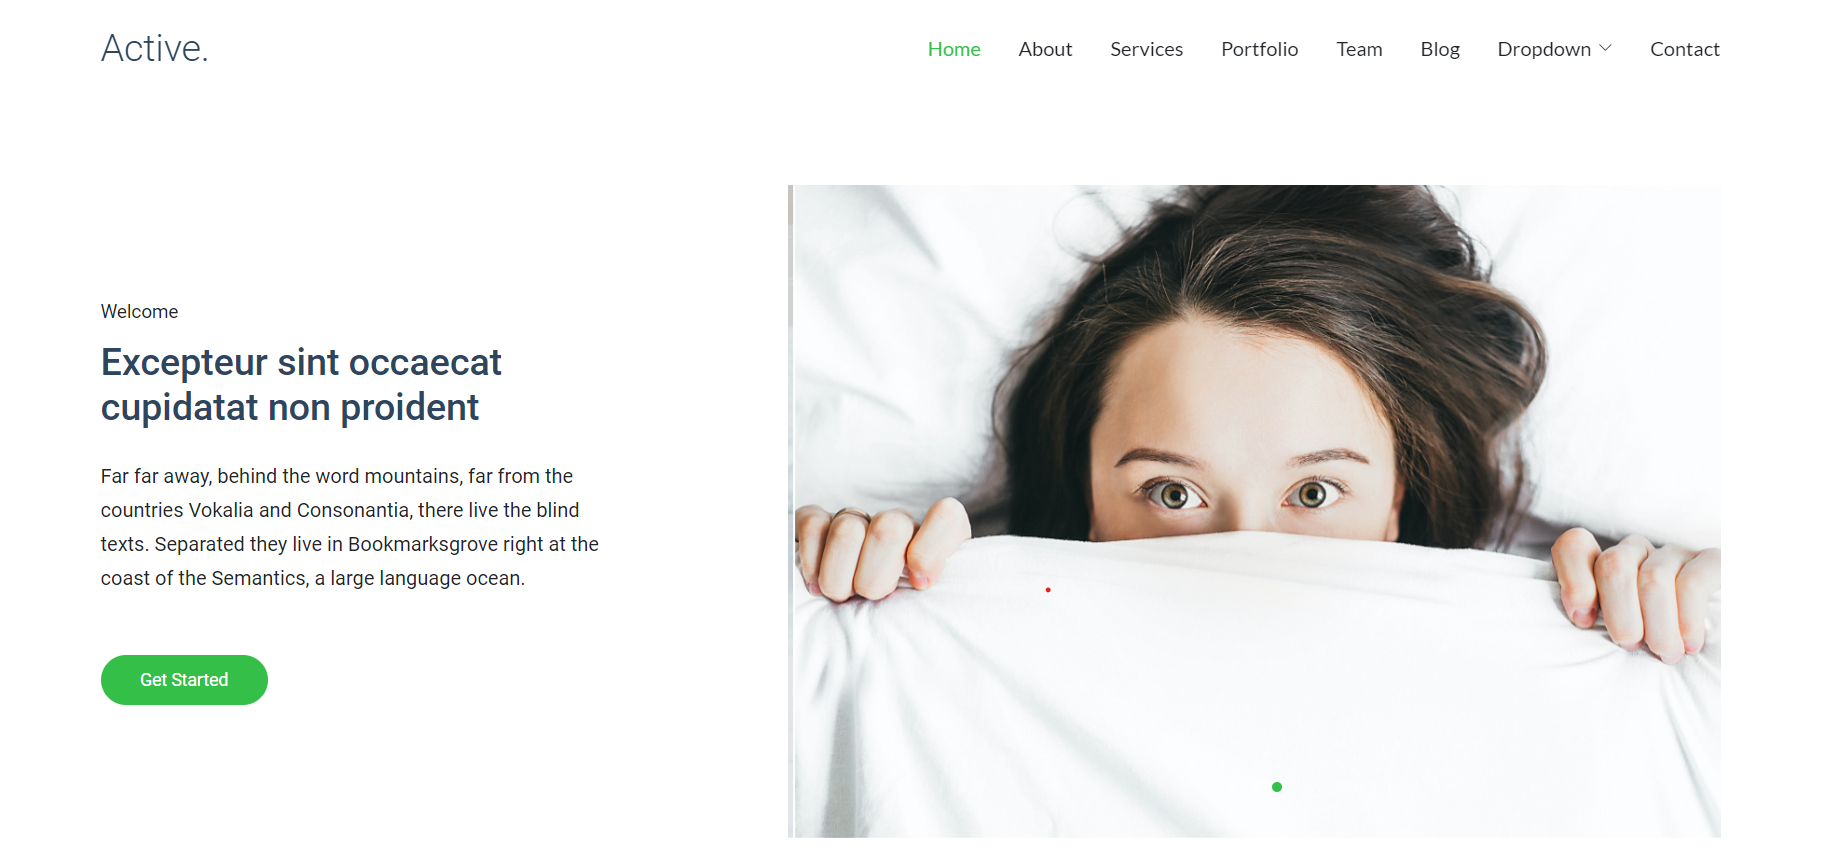 Active.
Home About Services Portfolio Team Blog Dropdown Contact
Welcome
Excepteur sint occaecat
cupidatat non proident
Far far away, behind the word mountains, far from the
countries Vokalia and Consonantia, there live the blind
texts. Separated they live in Bookmarksgrove right at the
coast of the Semantics, a large language ocean.
Get Started